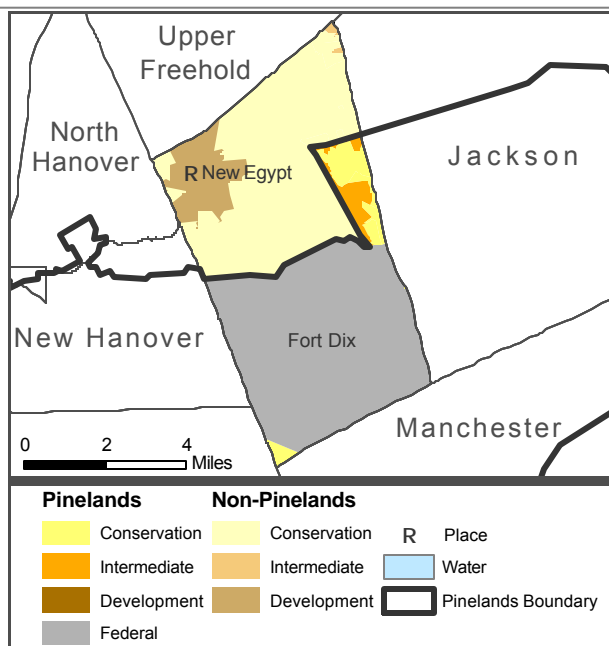 Upper
Freehold
North
Hanover
Jackson
R New Egypt
New Hanover
Fort Dix
Manchester
0 2 4
Miles
Pinelands Non-Pinelands
Conservation Conservation R Place
Intermediate Intermediate Water
Development Development Pinelands Boundary
Federal